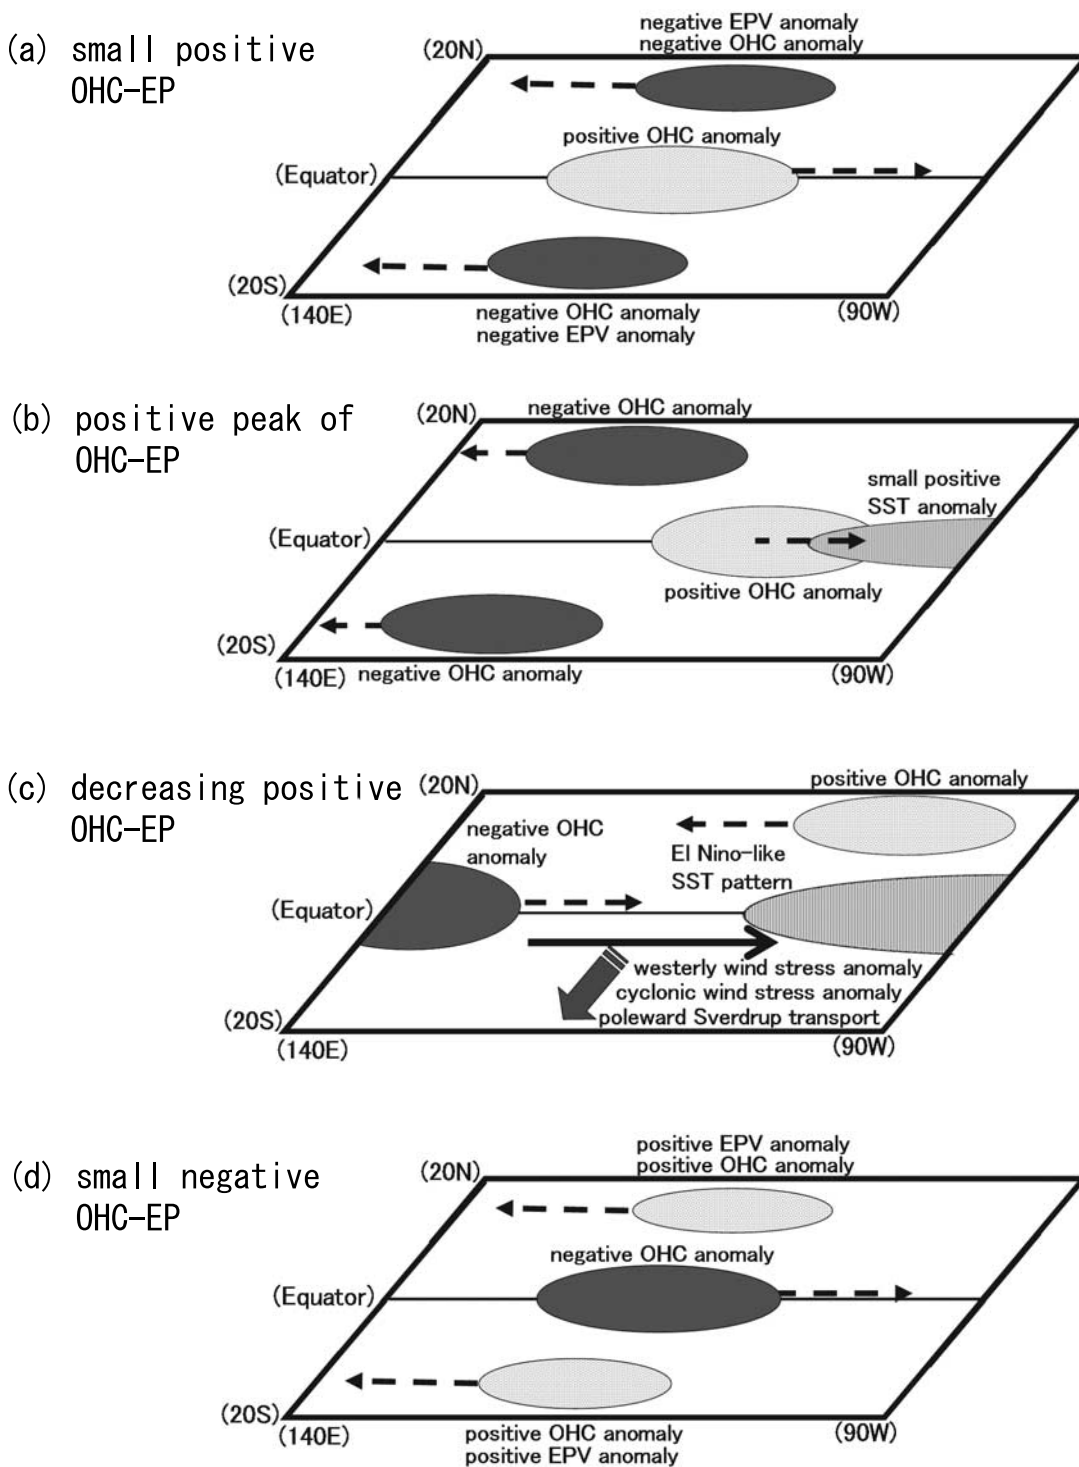 (a) small positive
OHC-EP
negative EPV anomaly
negative OHC anomaly
(20N)
positive OHC anomaly
(Equator)
(20S)
(140E)
(90W)
negative OHC anomaly
negative EPV anomaly
(b) positive peak of
OHC-EP
(20N)
negative OHC anomaly
small positive
SST anomaly
(Equator)
positive OHC anomaly
(20S)
(140E)
negative OHC anomaly
(90W)
(c) decreasing positive
OHC-EP
(20N)
positive OHC anomaly
negative OHC
anomaly
El Nino-like
SST pattern
(Equator)
westerly wind stress anomaly
cyclonic wind stress anomaly
poleward Sverdrup transport
(20S)
(140E)
(90W)
(d) small negative
OHC-EP
positive EPV anomaly
positive OHC anomaly
(20N)
negative OHC anomaly
(Equator)
(20S)
(140E)
(90W)
positive OHC anomaly
positive EPV anomaly